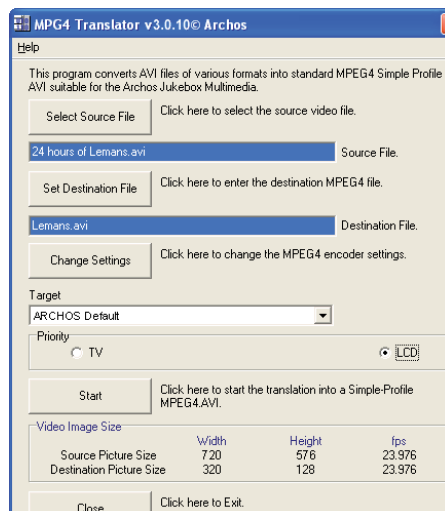 MPG4 Translator v3.0.10© Archos
Help
This program converts AVI files of various formats into standard MPEG4 Simple Profile
AVI suitable for the Archos Jukebox Multimedia.
Select Source File Click here to select the source video file.
24 hours of Lemans.avi Source File.
Set Destination File Click here to enter the destination MPEG4 file.
Lemans.avi Destination File.
Change Settings Click here to change the MPEG4 encoder settings.
Target
ARCHOS Default
Priority
TV LCD
Start Click here to start the translation into a Simple-Profile
MPEG4.AVI.
Video Image Size
Width Height fps
Source Picture Size 720 576 23.976
Destination Picture Size 320 128 23.976
Close Click here to Exit.